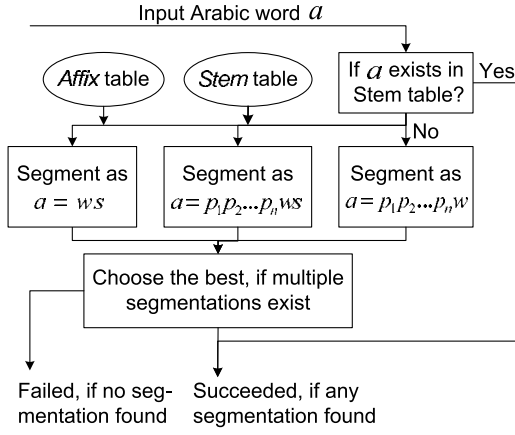 Input Arabic word a
Affix table
Stem table
If a exists in
Stem table?
Yes
No
Segment as
a = ws
Segment as
a = p₁p₂...pₙws
Segment as
a = p₁p₂...pₙw
Choose the best, if multiple
segmentations exist
Failed, if no seg-
mentation found
Succeeded, if any
segmentation found